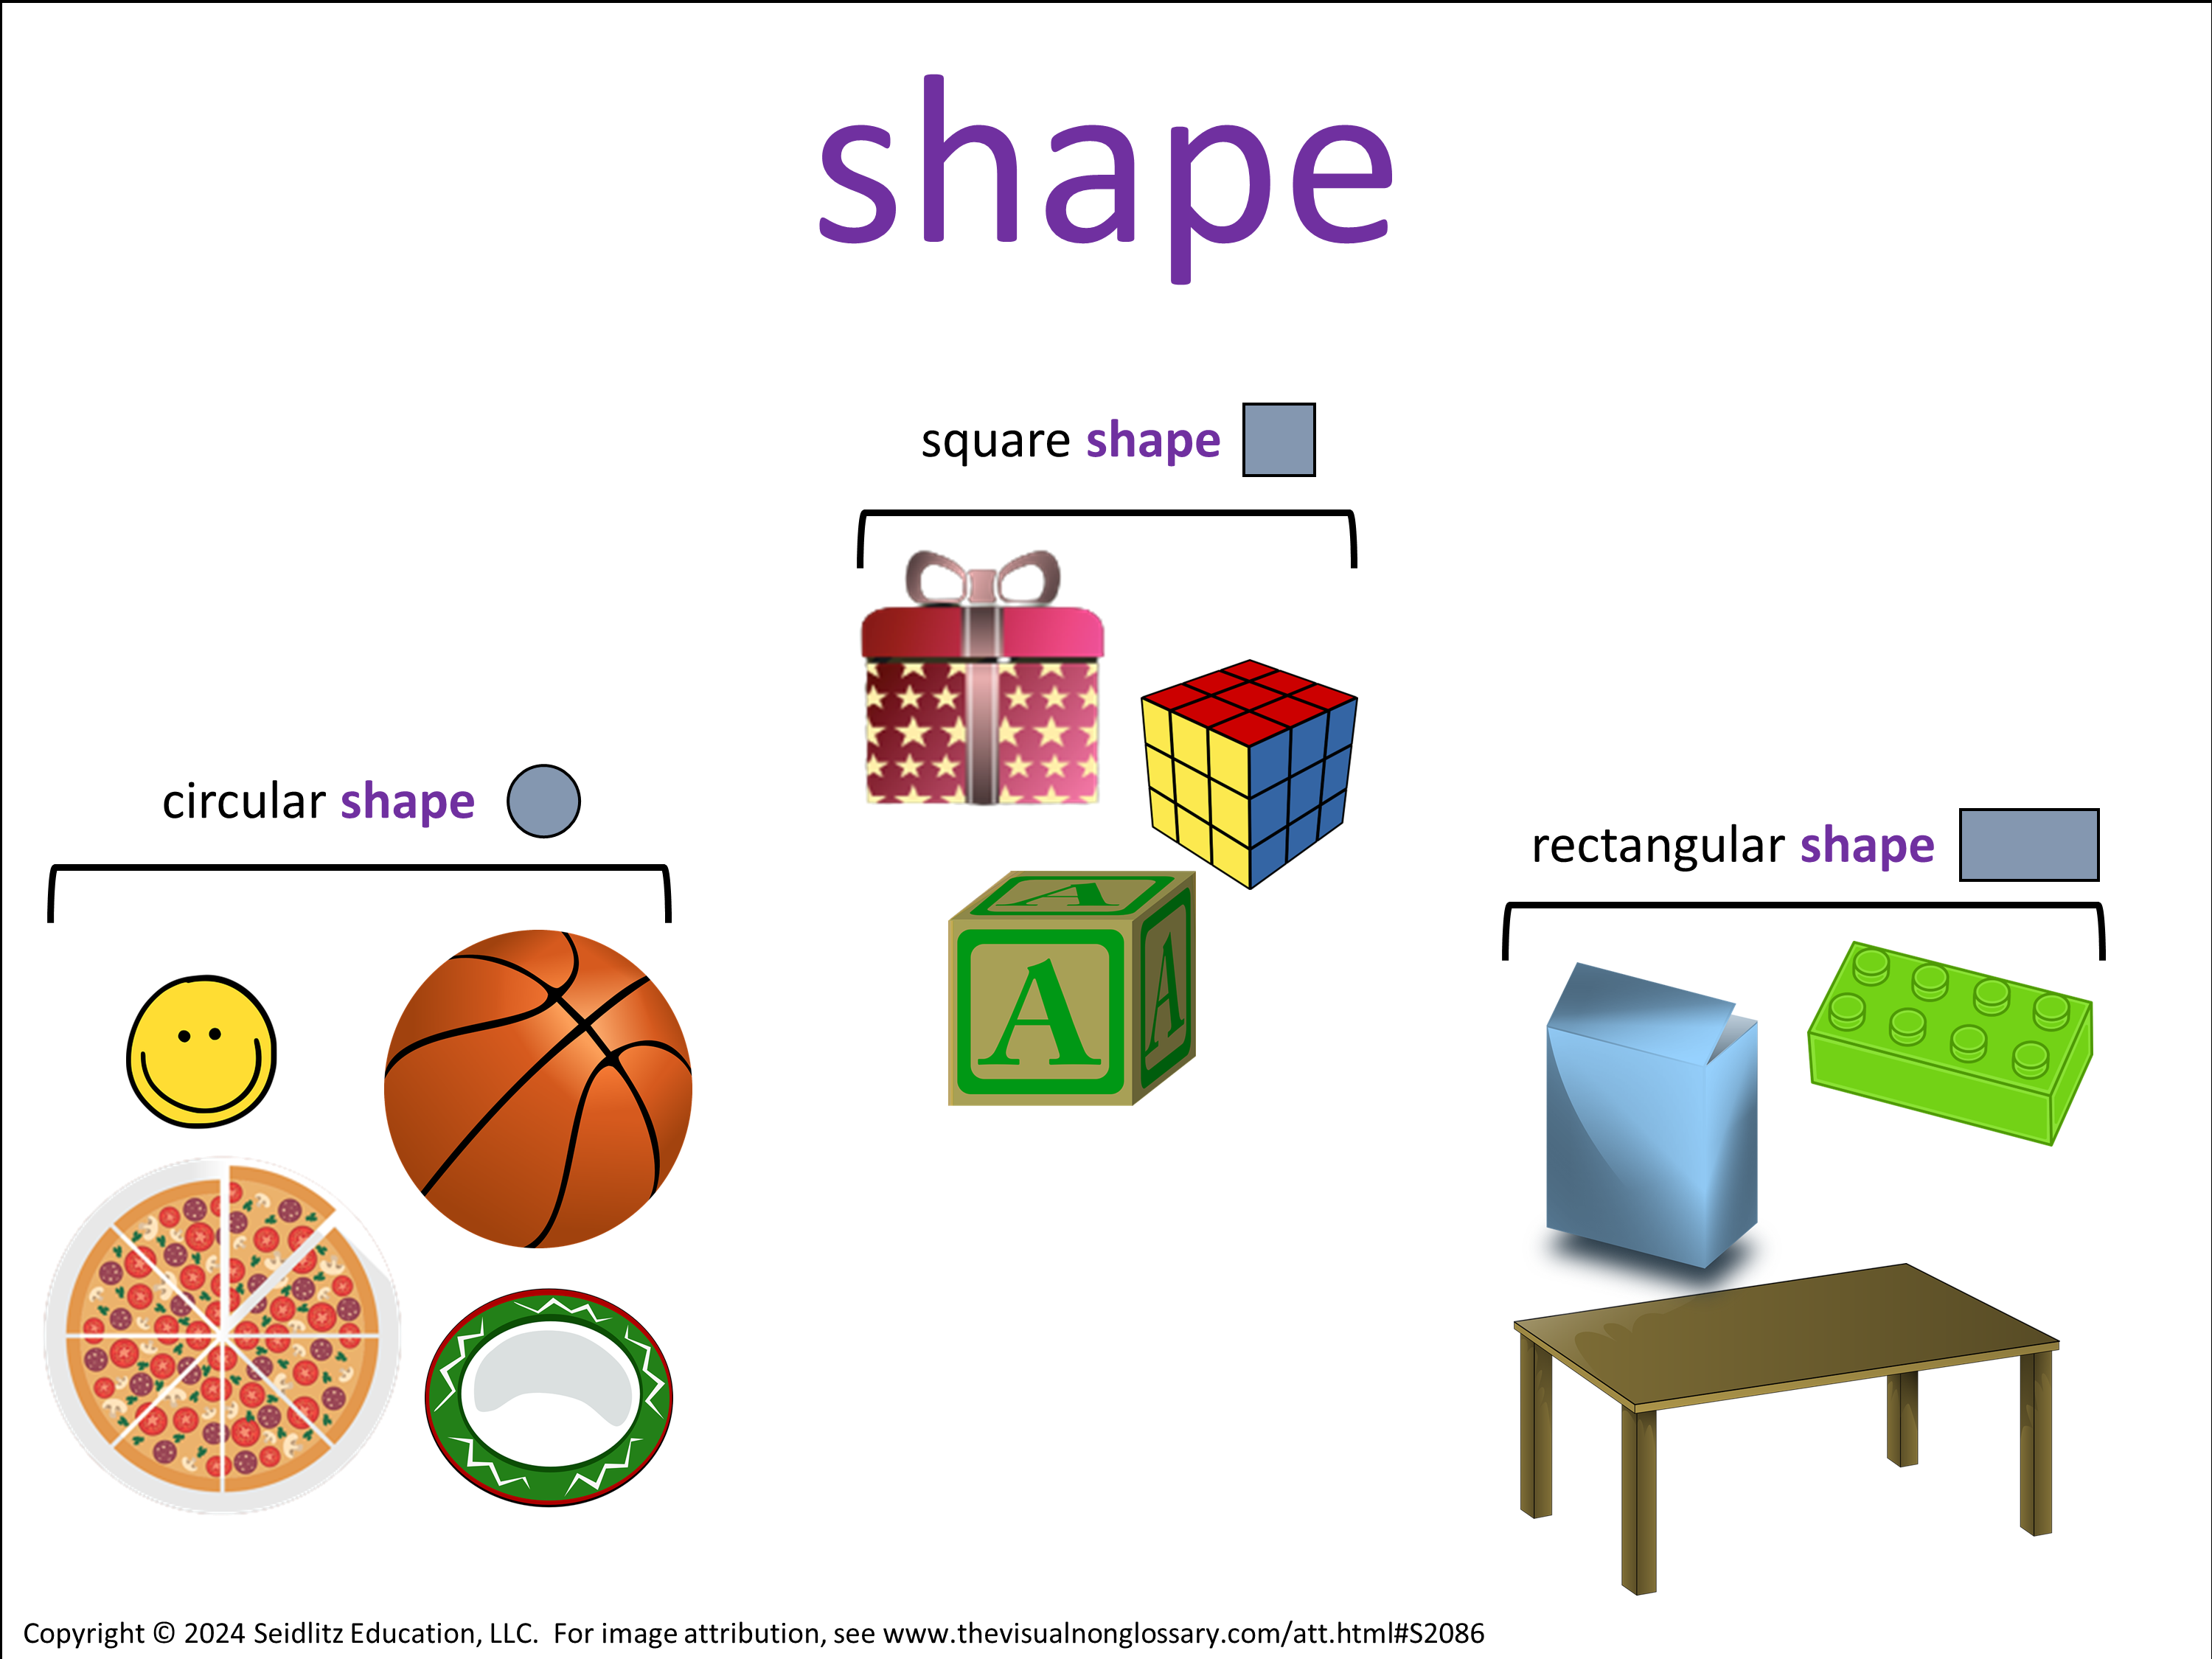 shape
square shape
circular shape
rectangular shape
A
A
A
Copyright © 2024 Seidlitz Education, LLC.  For image attribution, see www.thevisualnonglossary.com/att.html#S2086